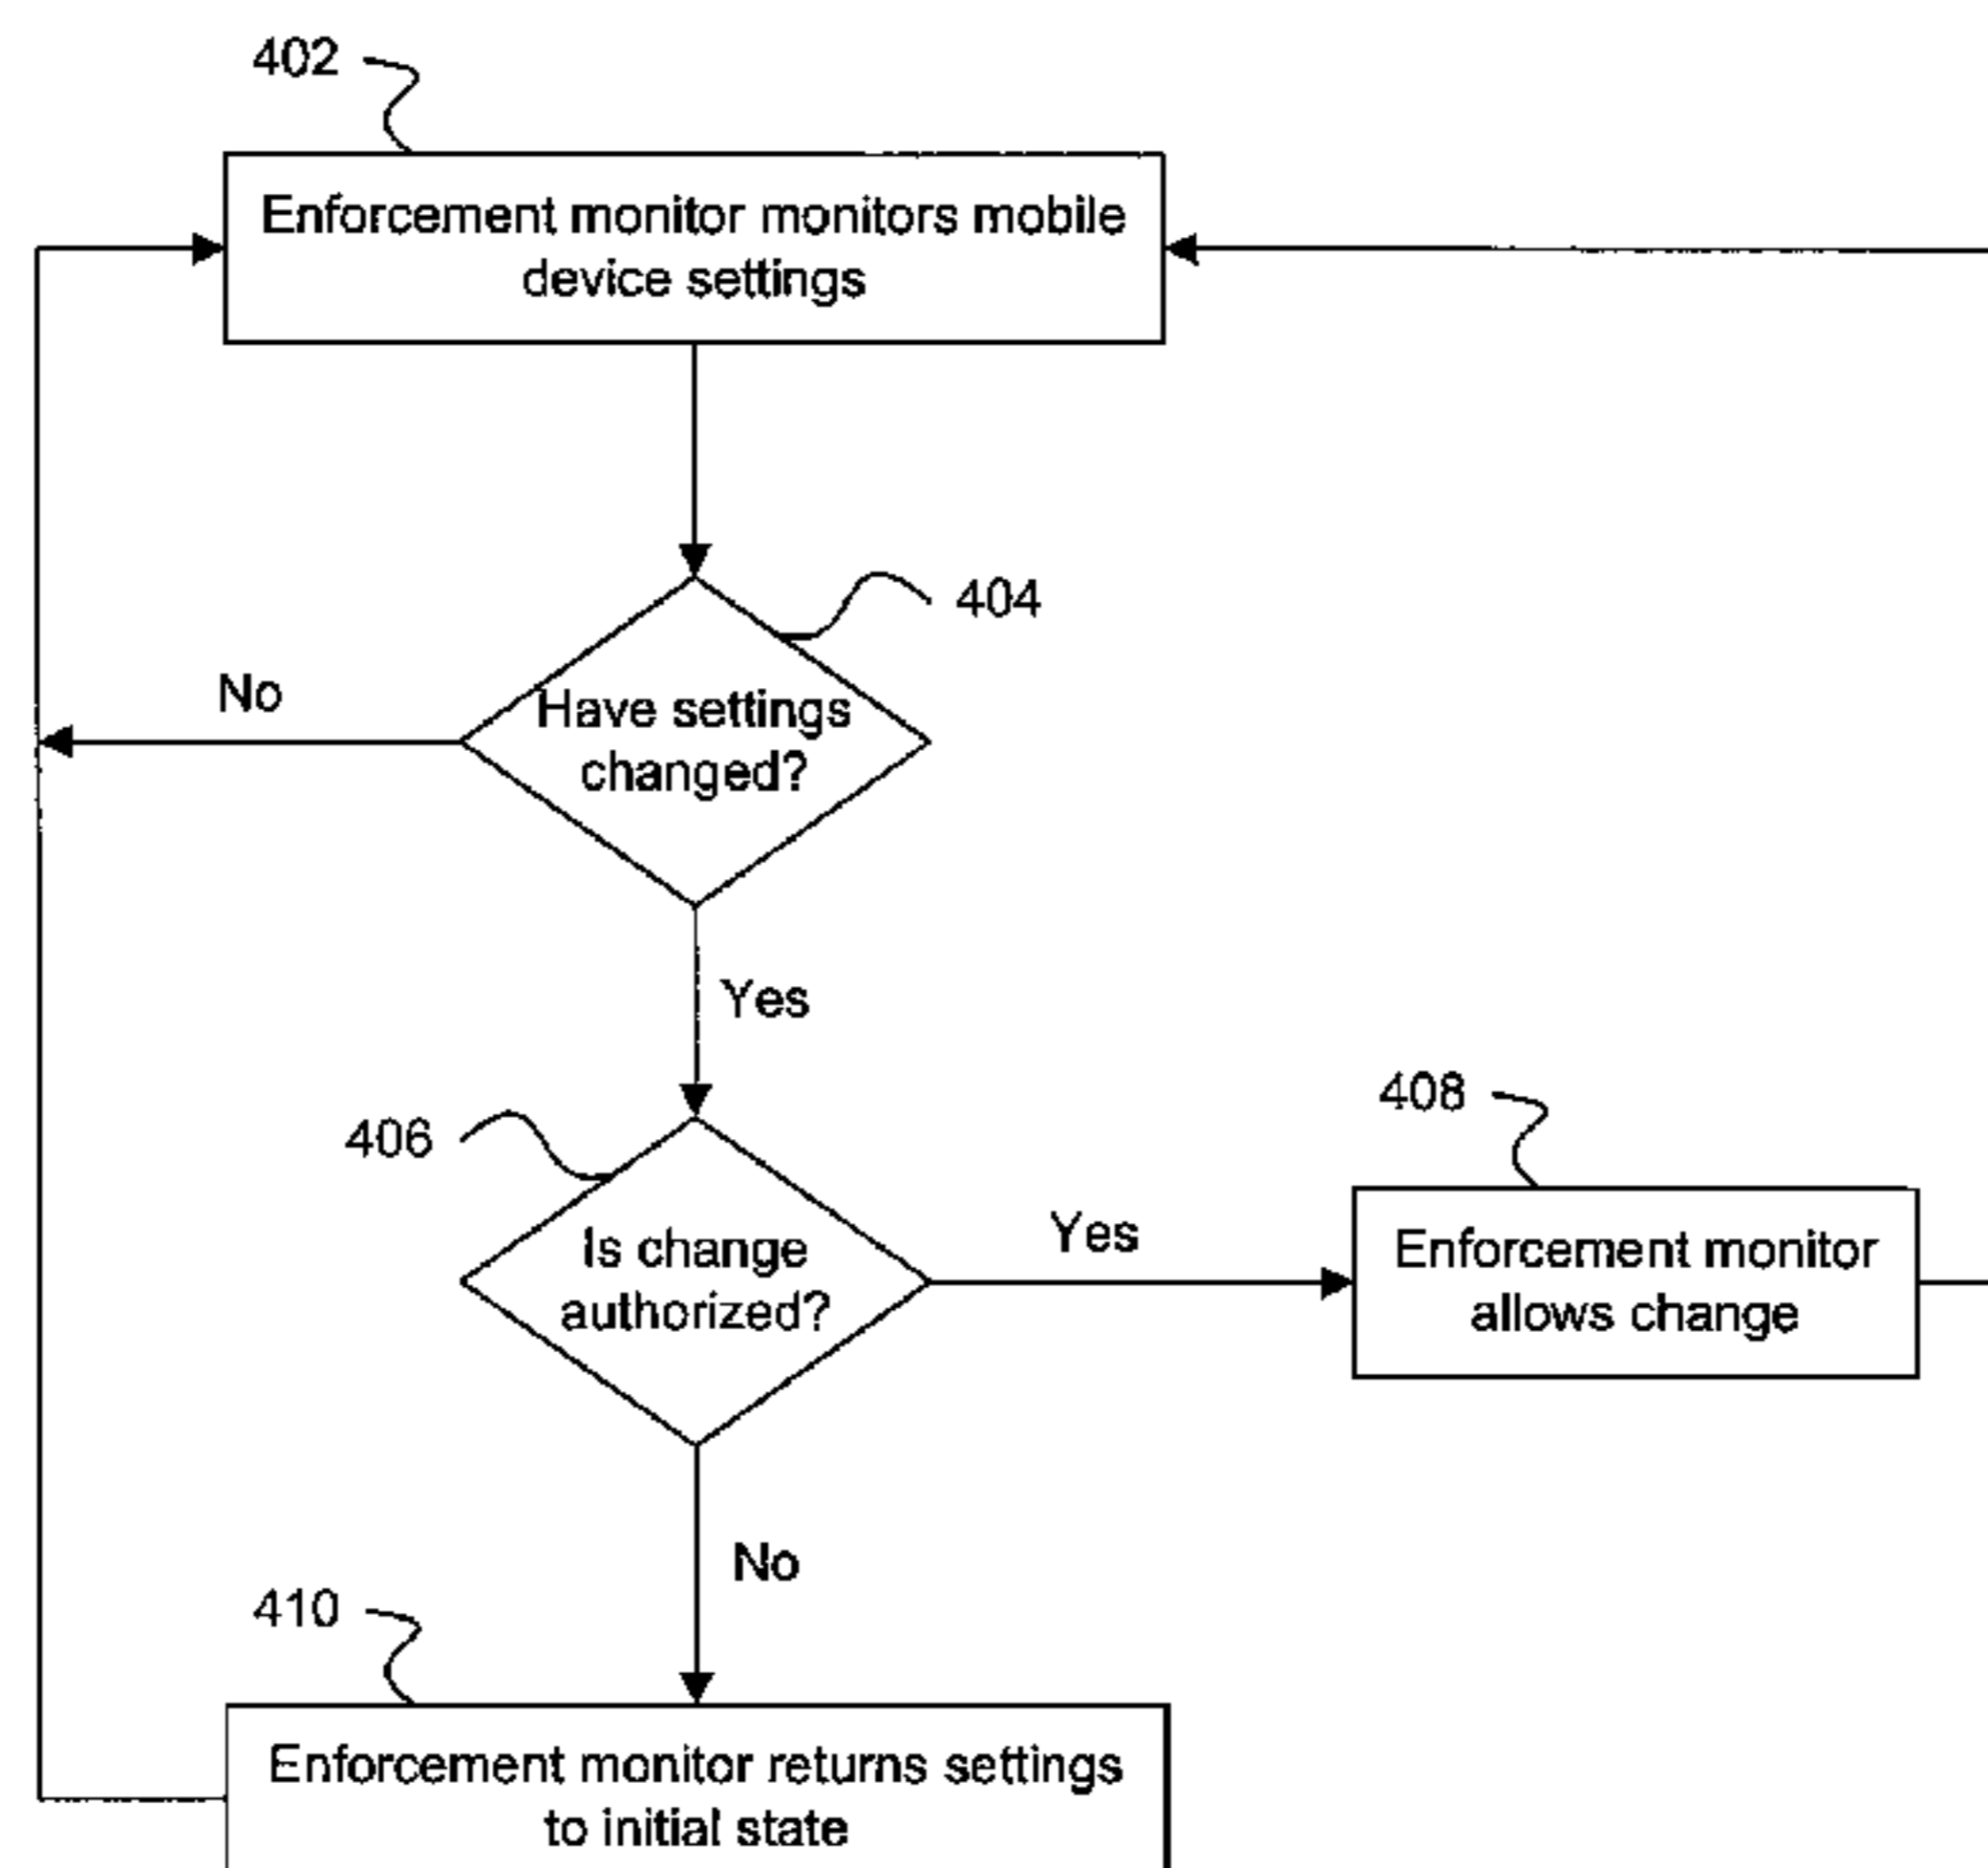 402
Enforcement monitor monitors mobile
device settings
404
No
Have settings
changed?
Yes
406
408
Is change
authorized?
Yes
Enforcement monitor
allows change
No
410
Enforcement monitor returns settings
to initial state